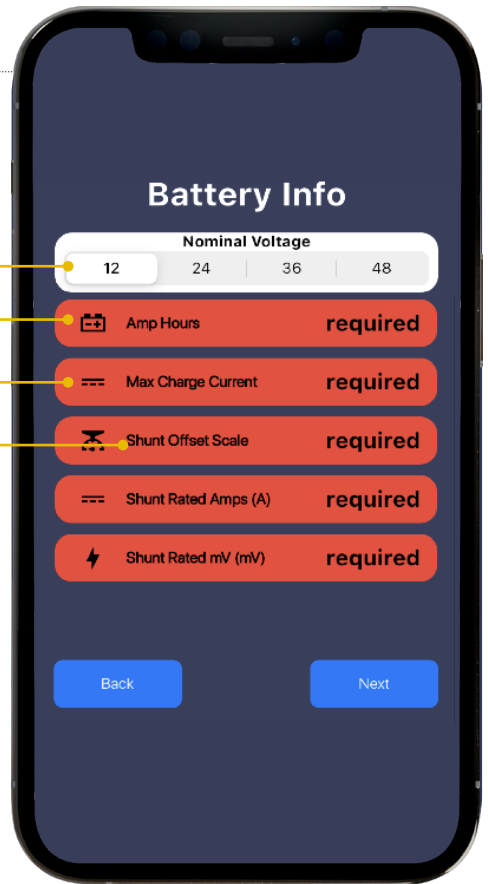 Battery Info
Nominal Voltage
12 24 36 48
Amp Hours required
Max Charge Current required
Shunt Offset Scale required
Shunt Rated Amps (A) required
Shunt Rated mV (mV) required
Back Next